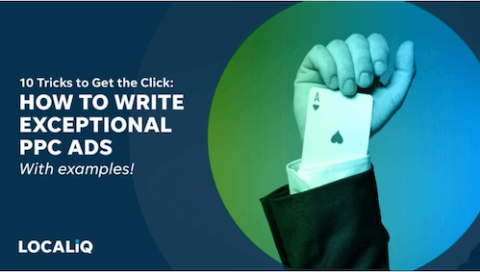 10 Tricks to Get the Click:
HOW TO WRITE
EXCEPTIONAL
PPC ADS
With examples!
A
LOCALiQ